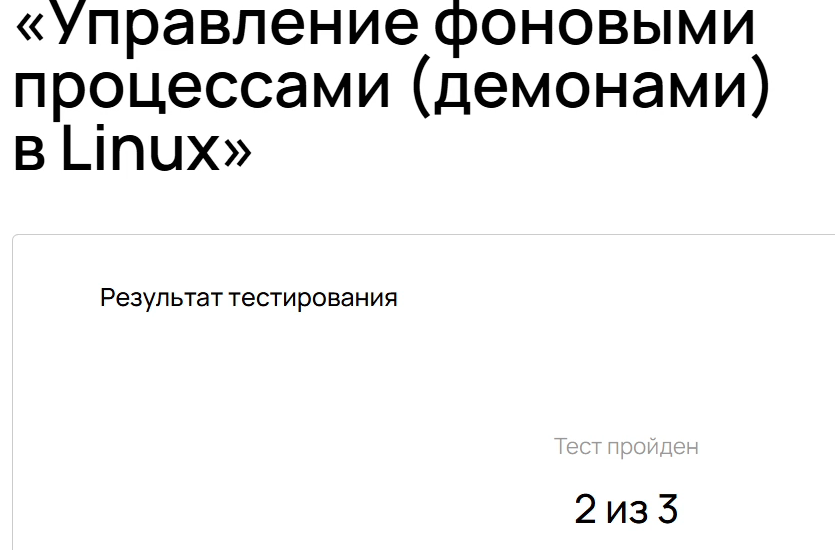 «Управление фоновыми
процессами (демонами)
в Linux»
Результат тестирования
Тест пройден
2 из 3